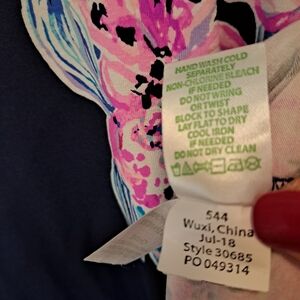 HAND WASH COLD
SEPARATELY
NON-CHLORINE BLEACH
IF NEEDED
DO NOT WRING
OR TWIST
BLOCK TO SHAPE
LAY FLAT TO DRY
COOL IRON
IF NEEDED
DO NOT DRY CLEAN
544
Wuxi, China
Jul-18
Style 30685
PO 049314